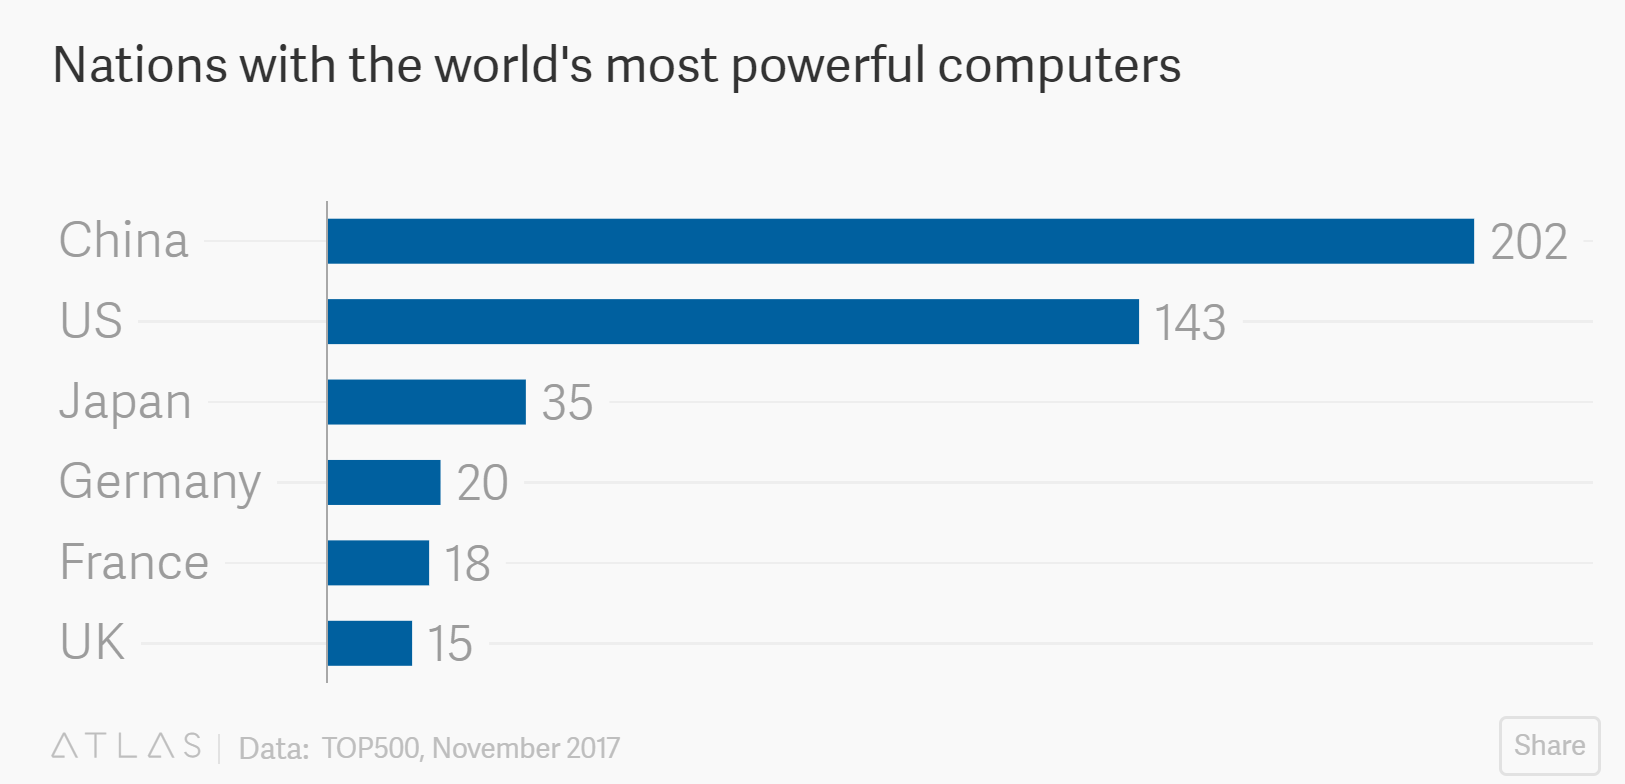 Nations with the world's most powerful computers
China 202
US 143
Japan 35
Germany 20
France 18
UK 15
ATLAS Data: TOP500, November 2017 Share